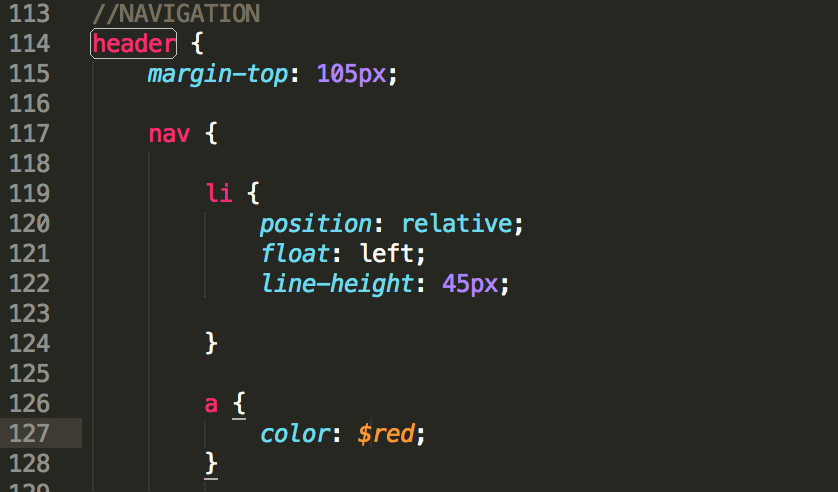 113 //NAVIGATION
114 header {
115     margin-top: 105px;
116
117     nav {
118
119         li {
120             position: relative;
121             float: left;
122             line-height: 45px;
123
124         }
125
126         a {
127             color: $red;
128         }
129